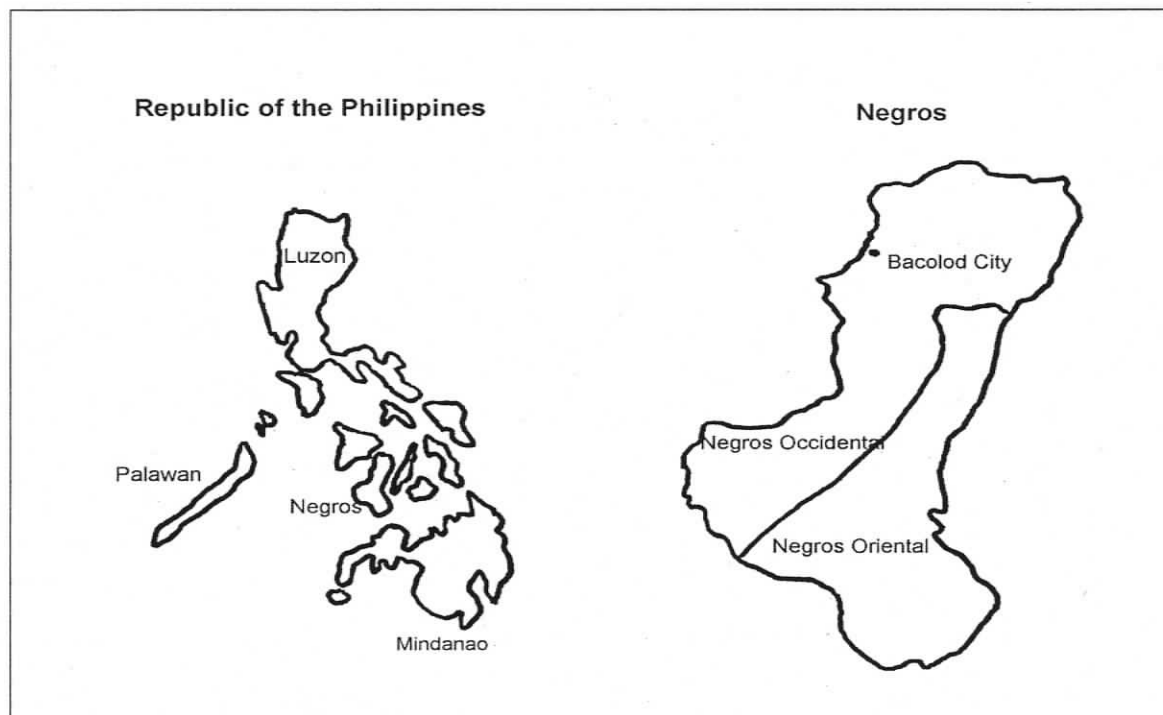 Republic of the Philippines
Luzon
Palawan
Negros
Mindanao
Negros
Bacolod City
Negros Occidental
Negros Oriental